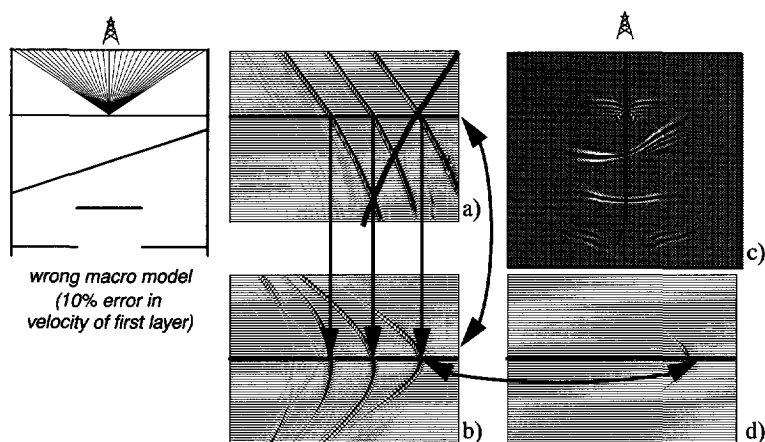 a)
c)
wrong macro model
(10% error in
velocity of first layer)
b)
d)